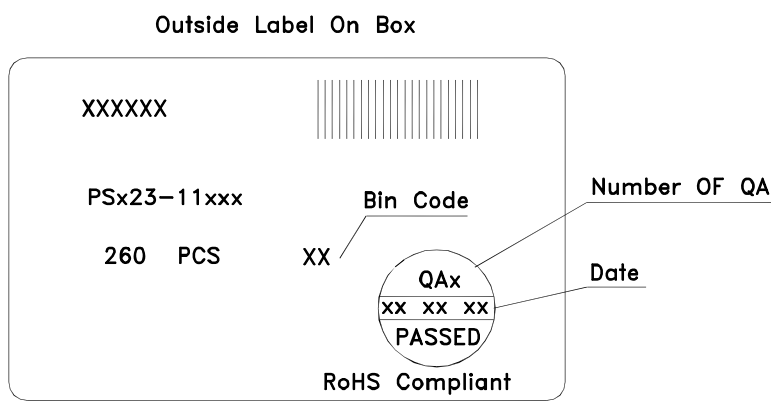 Outside Label On Box
XXXXXX
PSx23-11xxx
Bin Code
Number OF QA
260 PCS
XX
QAx
Date
xx xx xx
PASSED
RoHS Compliant